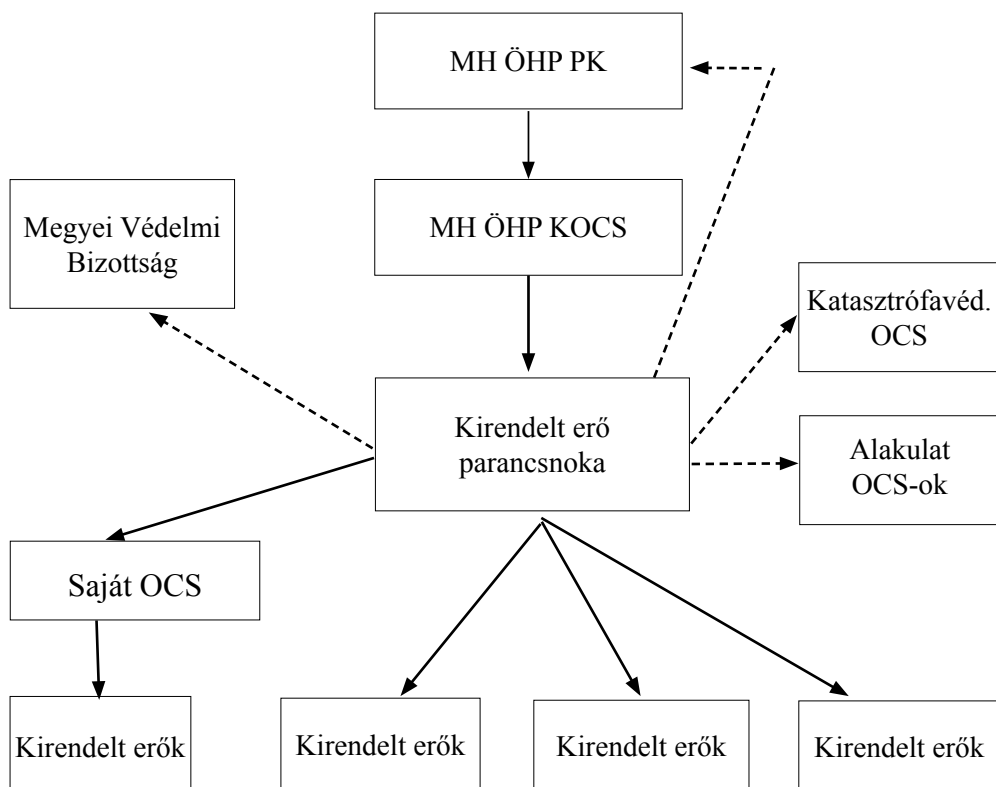 MH ÖHP PK
MH ÖHP KOCS
Megyei Védelmi
Bizottság
Katasztrófavéd.
OCS
Kirendelt erő
parancsnoka
Alakulat
OCS-ok
Saját OCS
Kirendelt erők
Kirendelt erők
Kirendelt erők
Kirendelt erők